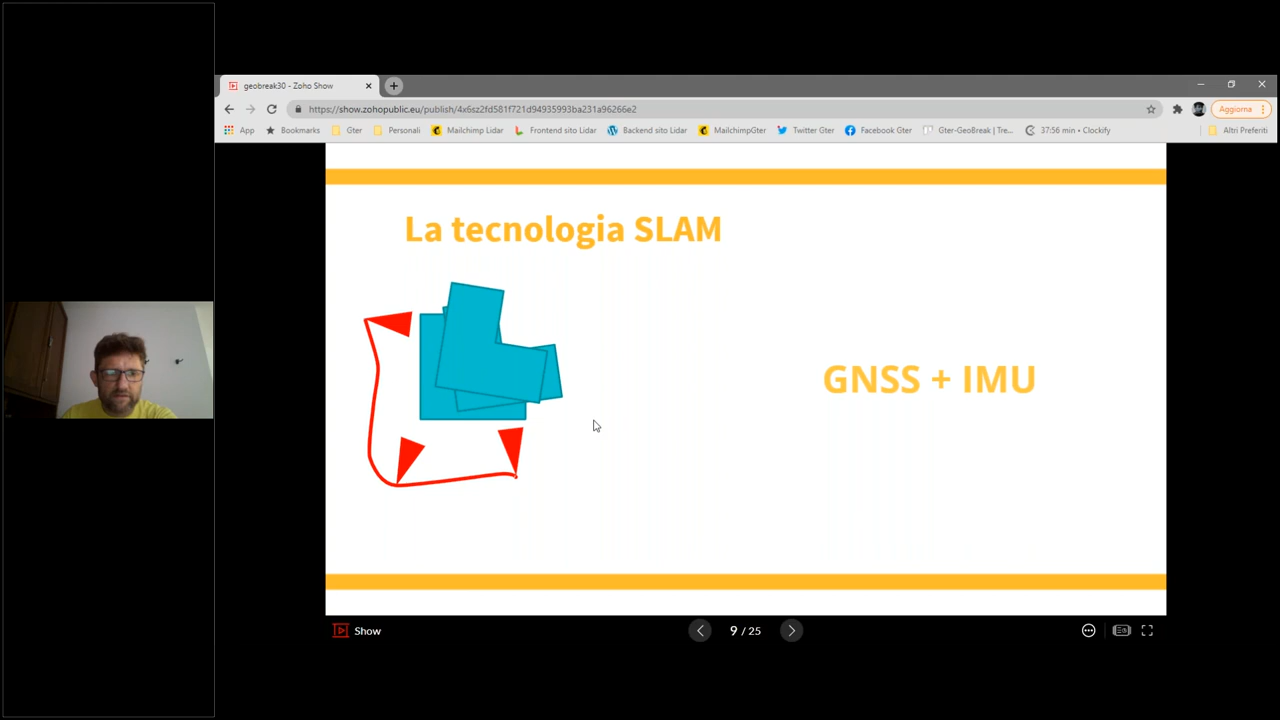 geobreak30 - Zoho Show
https://show.zohopublic.eu/publish/4x6sz2fd581f721d94935993ba231a96266e2
Aggiorna
App Bookmarks Gter Personali Mailchimp Lidar Frontend sito Lidar Backend sito Lidar MailchimpGter Twitter Gter Facebook Gter Gter-GeoBreak | Tre... 37:56 min • Clockify Altri Preferiti
La tecnologia SLAM
GNSS + IMU
Show
9 / 25